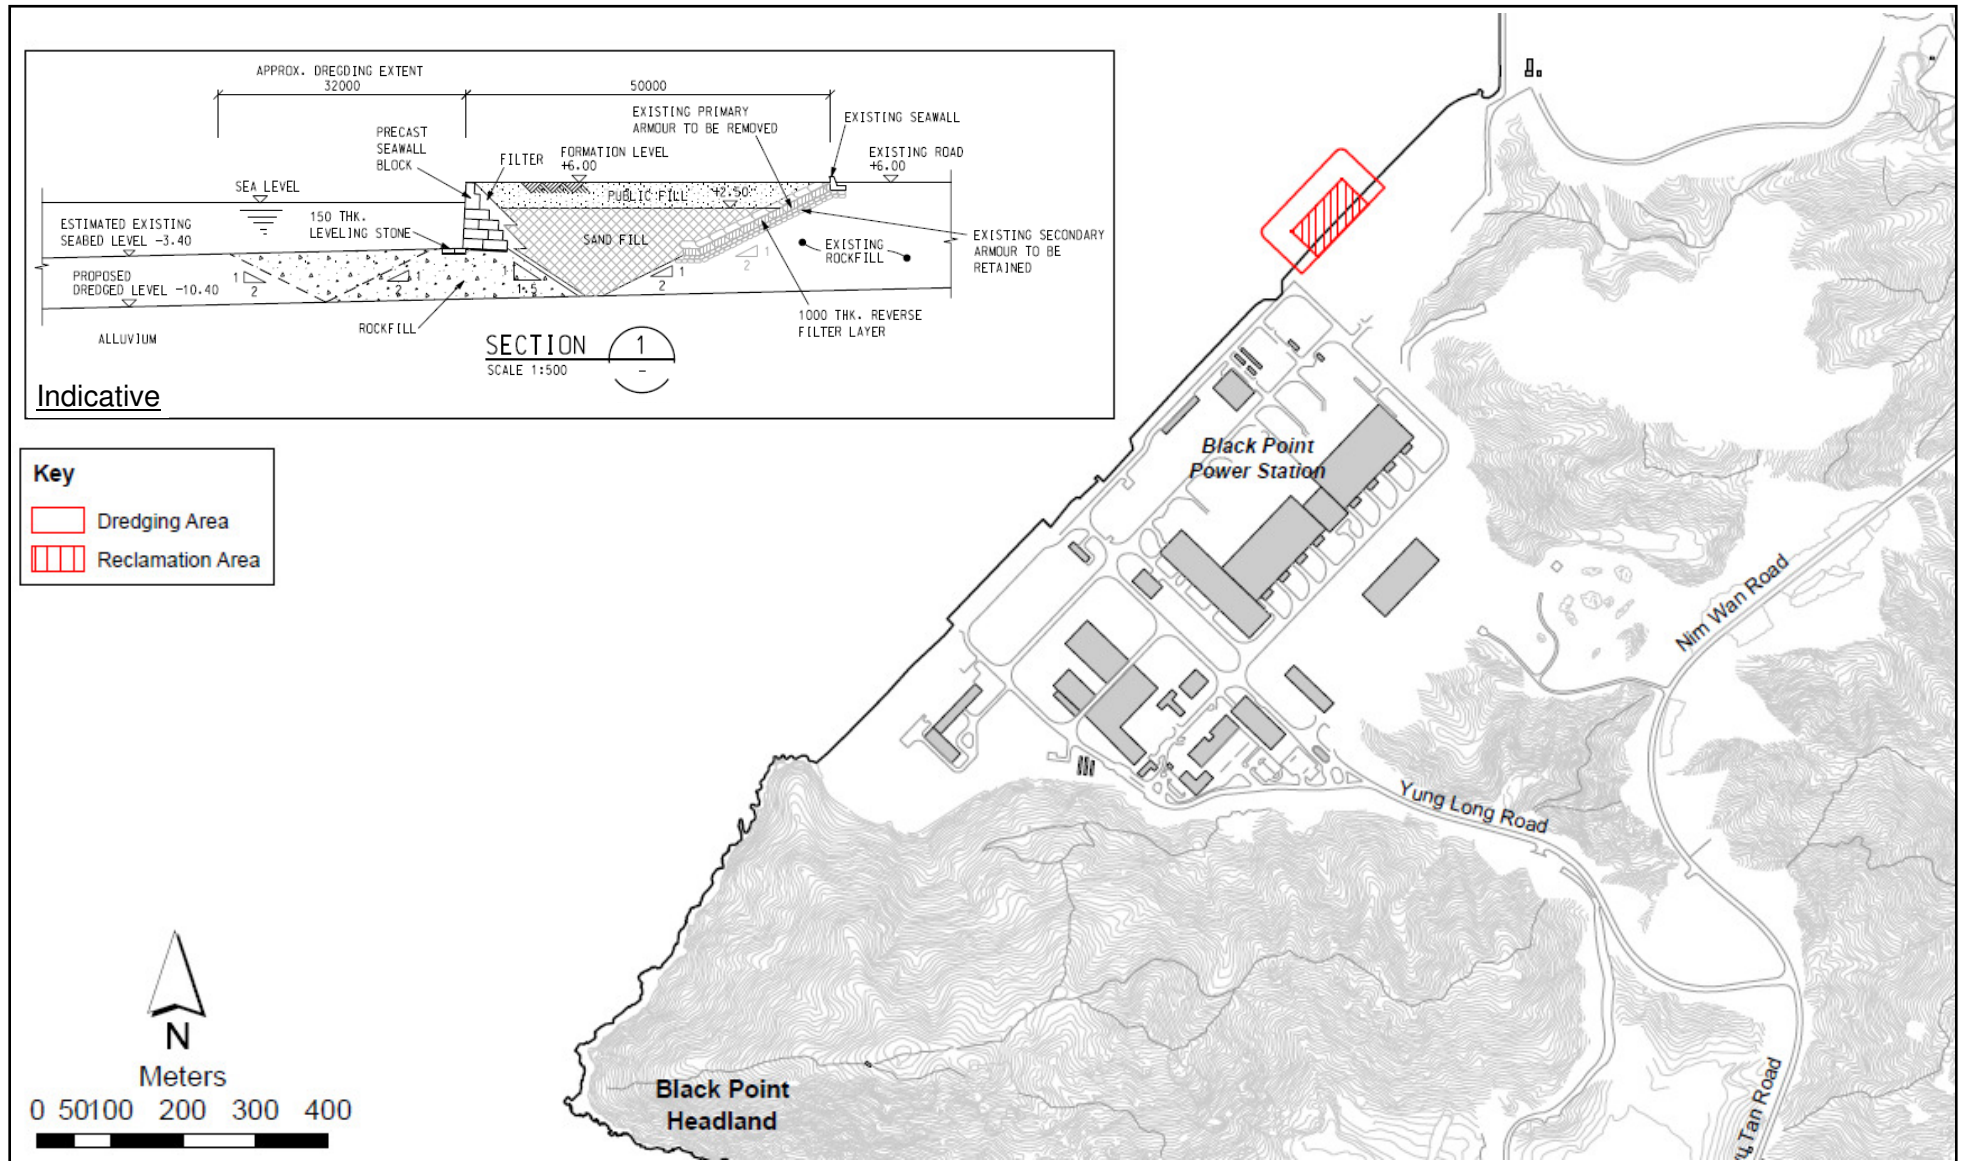 APPROX. DREGDING EXTENT
32000
50000
EXISTING PRIMARY
ARMOUR TO BE REMOVED
EXISTING SEAWALL
PRECAST
SEAWALL
BLOCK
FILTER
FORMATION LEVEL
+6.00
EXISTING ROAD
+6.00
SEA LEVEL
PUBLIC FILL
+2.50
150 THK.
LEVELING STONE
ESTIMATED EXISTING
SEABED LEVEL -3.40
SAND FILL
EXISTING
ROCKFILL
EXISTING SECONDARY
ARMOUR TO BE
RETAINED
PROPOSED
DREDGED LEVEL -10.40
1
2
1
2
1
1.5
1
2
1
2
ROCKFILL
1000 THK. REVERSE
FILTER LAYER
ALLUVIUM
SECTION
1
SCALE 1:500
-
Indicative
Key
Dredging Area
Reclamation Area
Black Point
Power Station
Nim Wan Road
Yung Long Road
Tan Road
Black Point
Headland
N
Meters
0 50 100 200 300 400